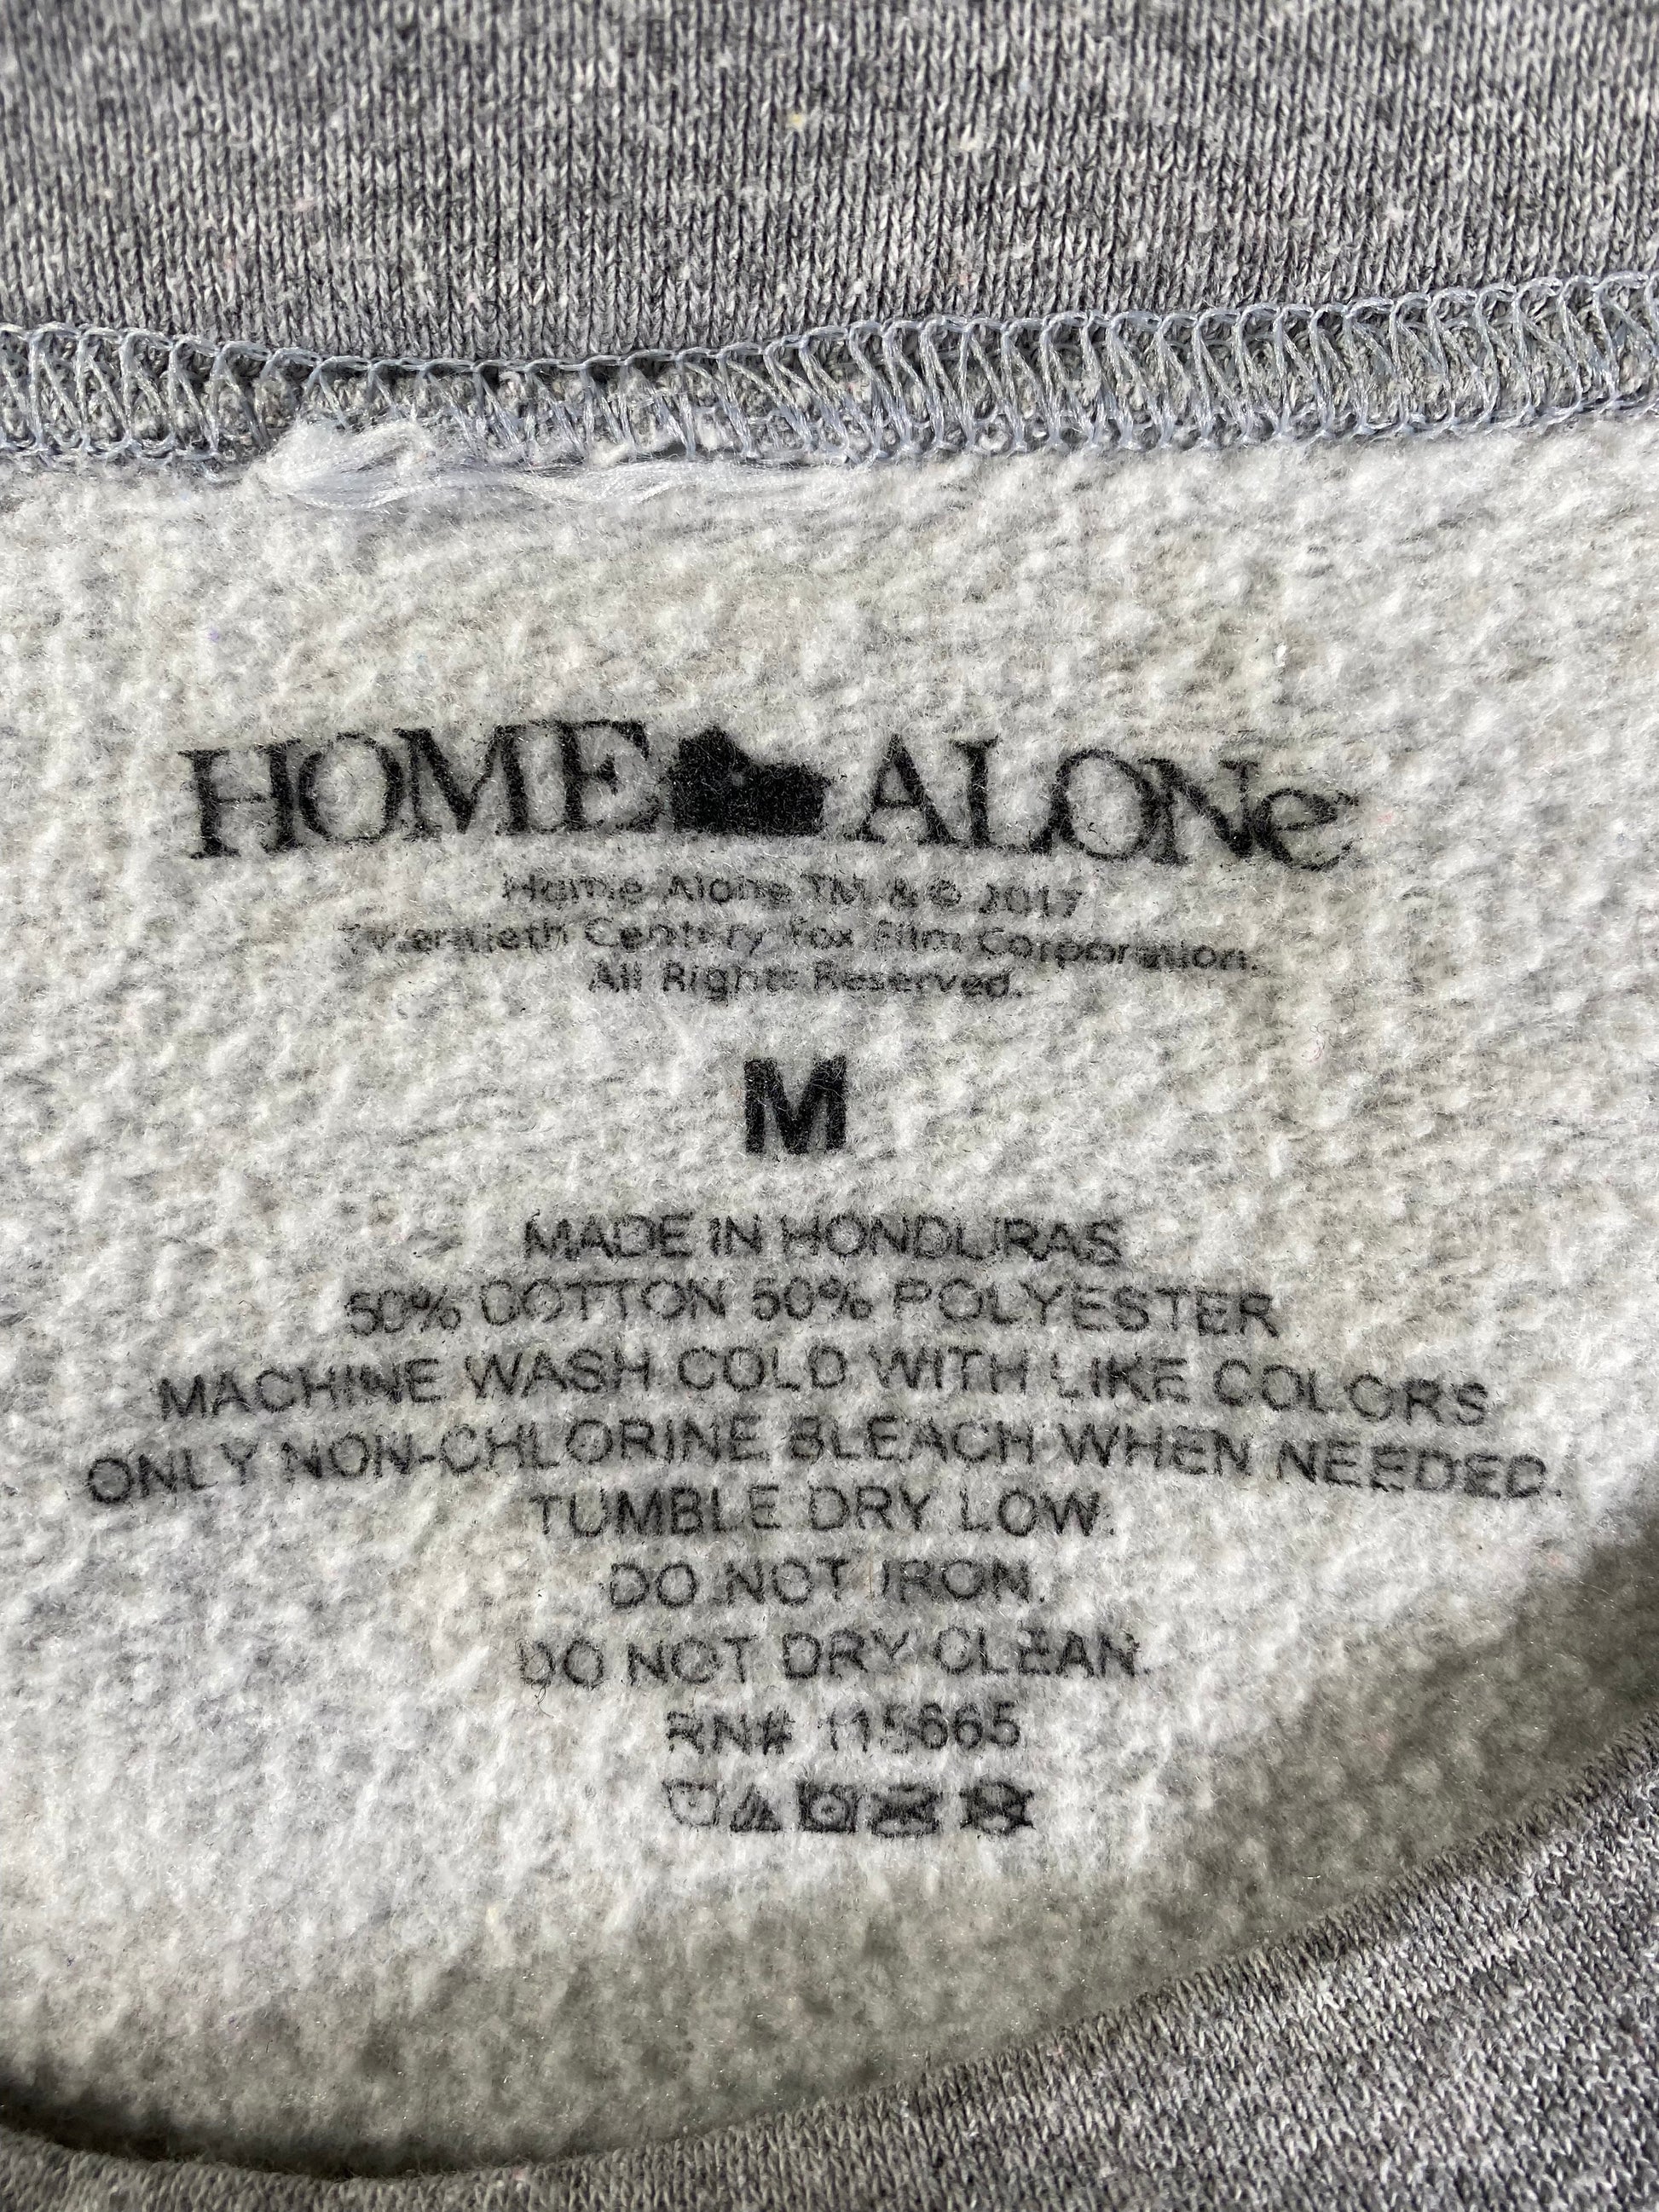 HOME ALONe
Home Alone TM & © 2017
Twentieth Century Fox Film Corporation.
All Rights Reserved.
M
MADE IN HONDURAS
50% COTTON 50% POLYESTER
MACHINE WASH COLD WITH LIKE COLORS
ONLY NON-CHLORINE BLEACH WHEN NEEDED.
TUMBLE DRY LOW.
DO NOT IRON.
DO NOT DRY CLEAN.
RN# 115665